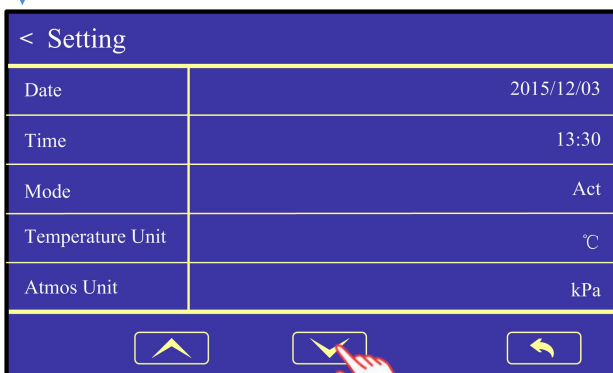 < Setting
Date 2015/12/03
Time 13:30
Mode Act
Temperature Unit ℃
Atmos Unit kPa